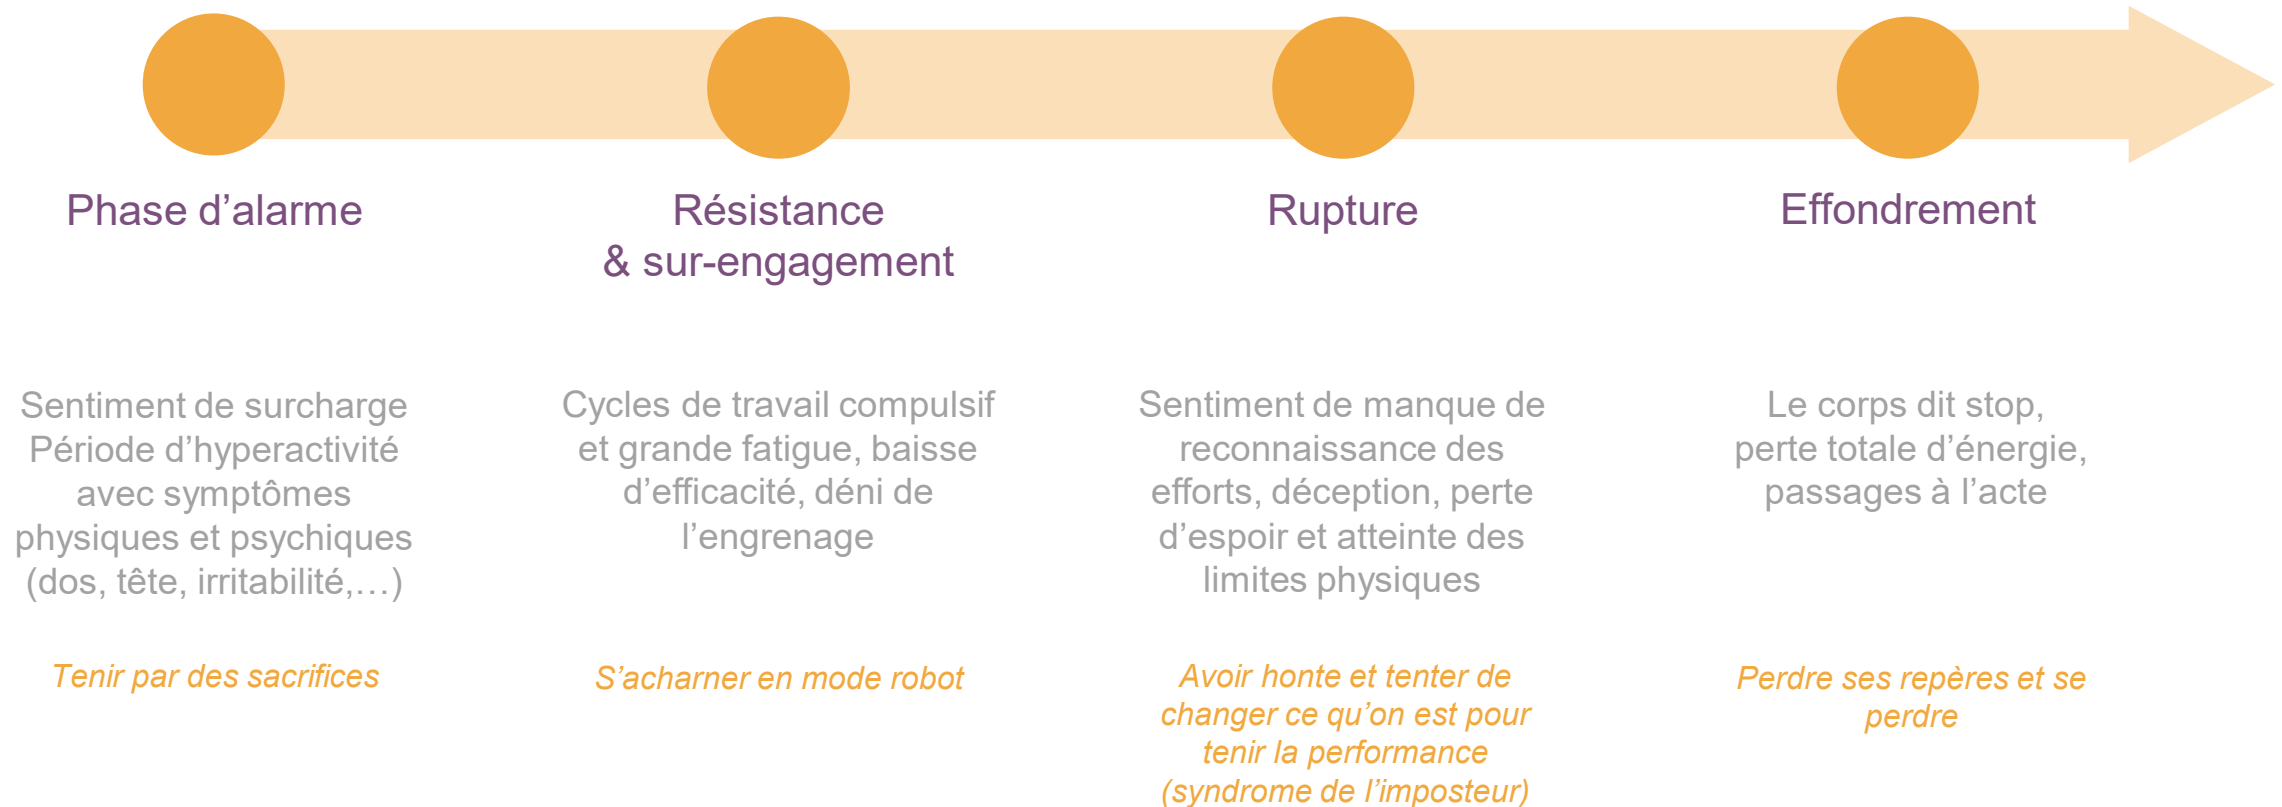 Phase d’alarme
Résistance
& sur-engagement
Rupture
Effondrement
Sentiment de surcharge
Période d’hyperactivité
avec symptômes
physiques et psychiques
(dos, tête, irritabilité,…)
Cycles de travail compulsif
et grande fatigue, baisse
d’efficacité, déni de
l’engrenage
Sentiment de manque de
reconnaissance des
efforts, déception, perte
d’espoir et atteinte des
limites physiques
Le corps dit stop,
perte totale d’énergie,
passages à l’acte
Tenir par des sacrifices
S’acharner en mode robot
Avoir honte et tenter de
changer ce qu’on est pour
tenir la performance
(syndrome de l’imposteur)
Perdre ses repères et se
perdre